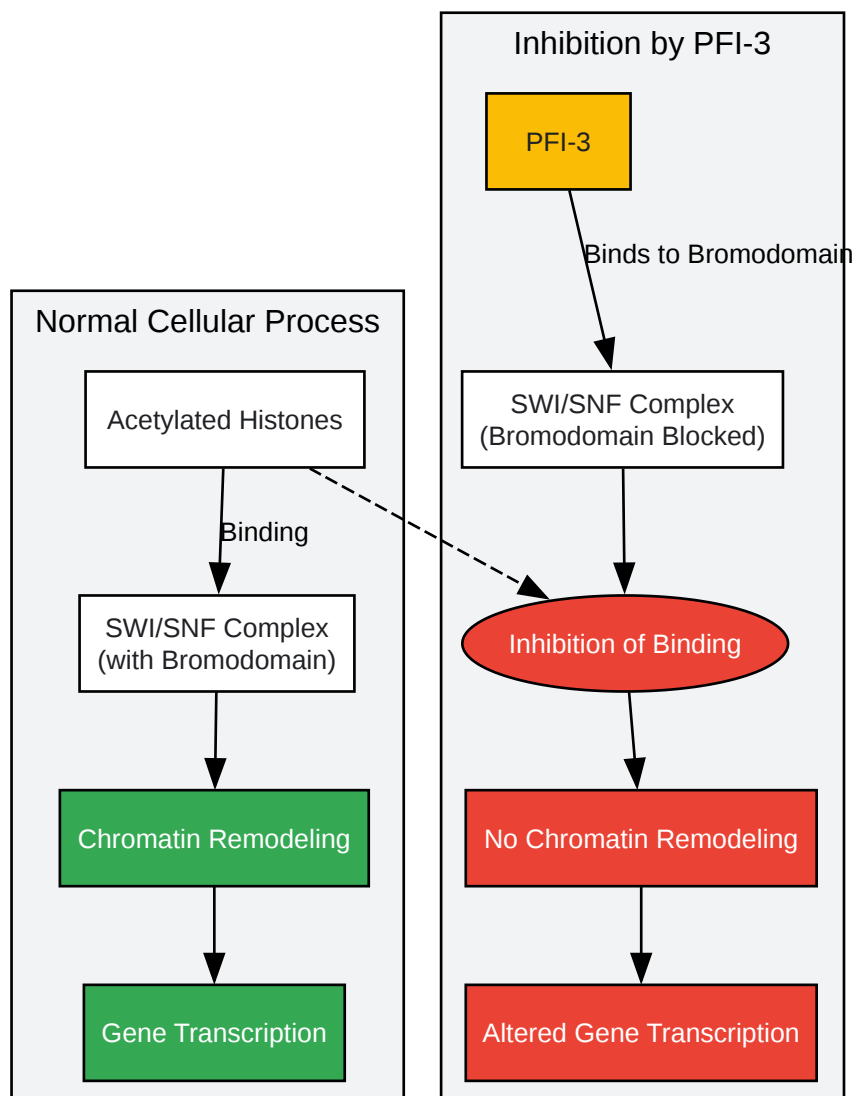 Inhibition by PFI-3
PFI-3
Binds to Bromodomain
SWI/SNF Complex
(Bromodomain Blocked)
Inhibition of Binding
No Chromatin Remodeling
Altered Gene Transcription
Normal Cellular Process
Acetylated Histones
Binding
SWI/SNF Complex
(with Bromodomain)
Chromatin Remodeling
Gene Transcription